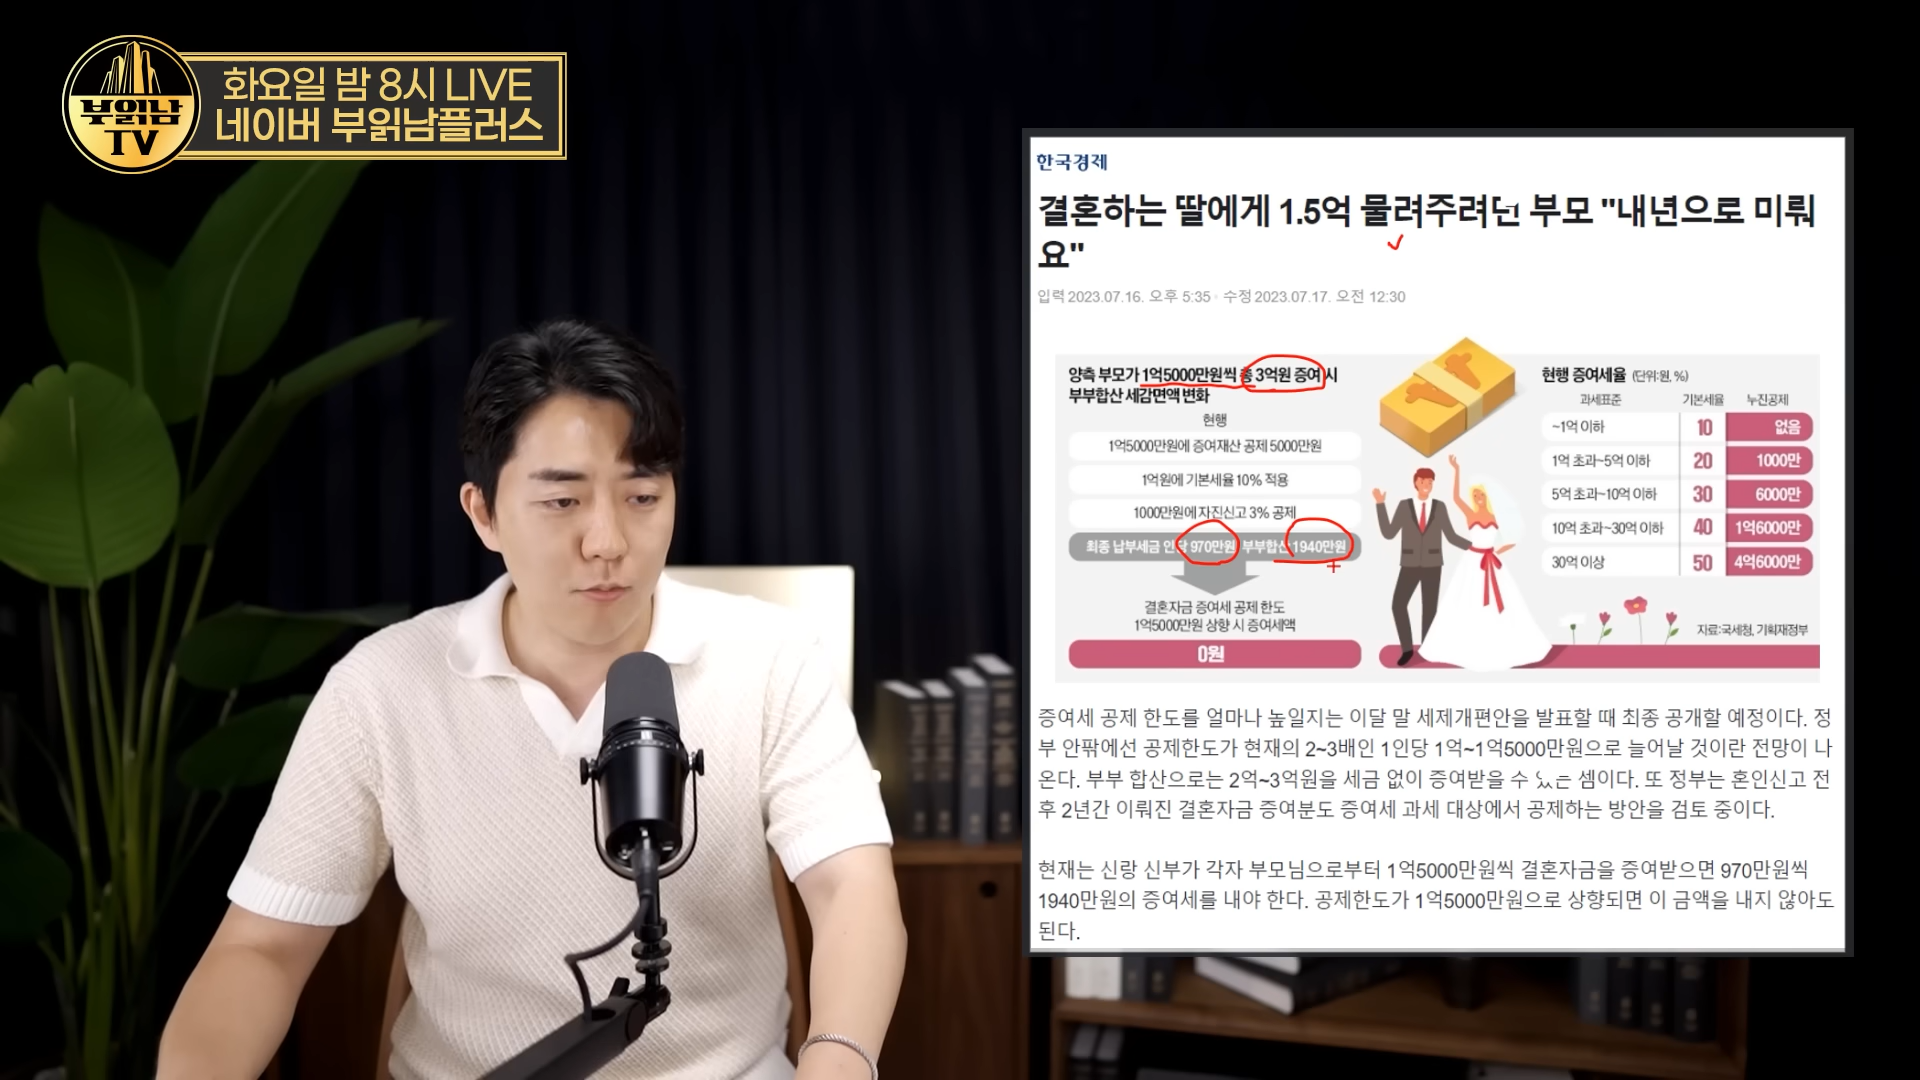 부읽남
TV
화요일 밤 8시 LIVE
네이버 부읽남플러스
한국경제
결혼하는 딸에게 1.5억 물려주려던 부모 "내년으로 미뤄
요"
입력 2023.07.16. 오후 5:35 · 수정 2023.07.17. 오전 12:30
양측 부모가 1억5000만원씩 총 3억원 증여 시
부부합산 세감면액 변화
현행
1억5000만원에 증여재산 공제 5000만원
1억원에 기본세율 10% 적용
1000만원에 자진신고 3% 공제
최종 납부세금 인당 970만원 부부합산 1940만원
결혼자금 증여세 공제 한도
1억5000만원 상향 시 증여세액
0원
현행 증여세율 (단위:원, %)
과세표준 기본세율 누진공제
~1억 이하 10 없음
1억 초과~5억 이하 20 1000만
5억 초과~10억 이하 30 6000만
10억 초과~30억 이하 40 1억6000만
30억 이상 50 4억6000만
자료:국세청, 기획재정부
증여세 공제 한도를 얼마나 높일지는 이달 말 세제개편안을 발표할 때 최종 공개할 예정이다. 정
부 안팎에선 공제한도가 현재의 2~3배인 1인당 1억~1억5000만원으로 늘어날 것이란 전망이 나
온다. 부부 합산으로는 2억~3억원을 세금 없이 증여받을 수 있는 셈이다. 또 정부는 혼인신고 전
후 2년간 이뤄진 결혼자금 증여분도 증여세 과세 대상에서 공제하는 방안을 검토 중이다.
현재는 신랑 신부가 각자 부모님으로부터 1억5000만원씩 결혼자금을 증여받으면 970만원씩
1940만원의 증여세를 내야 한다. 공제한도가 1억5000만원으로 상향되면 이 금액을 내지 않아도
된다.